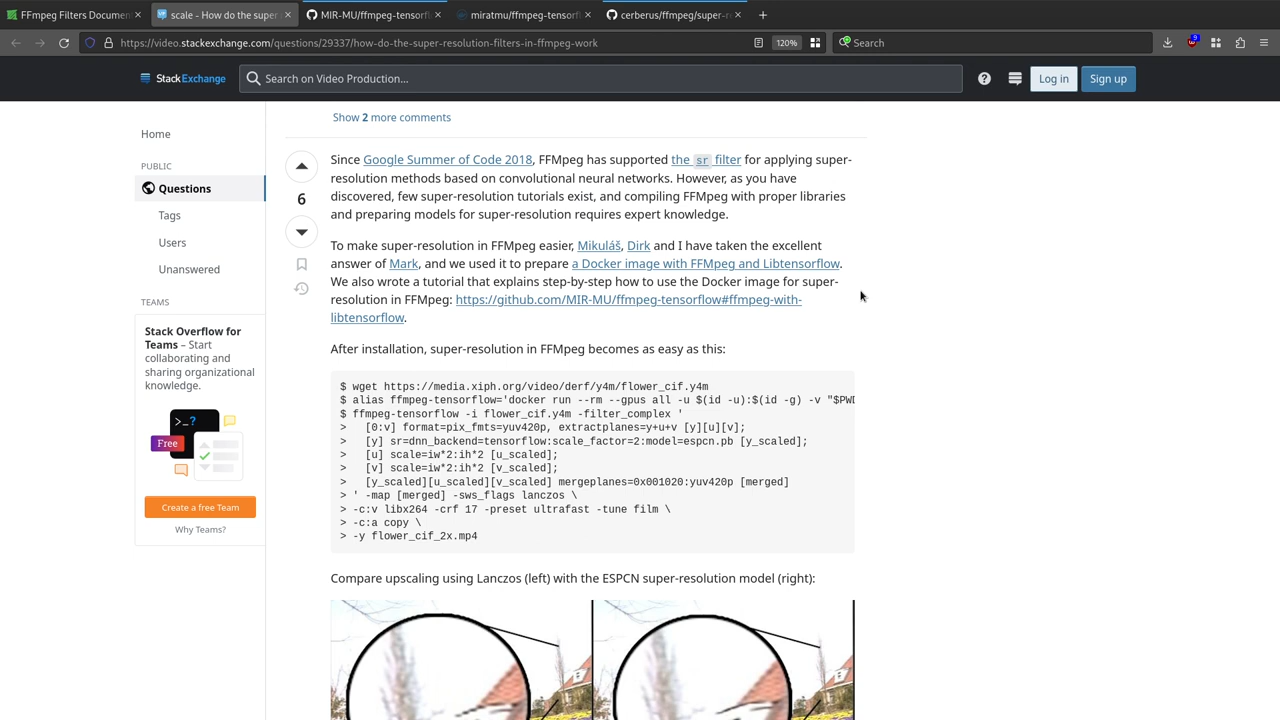 FFmpeg Filters Documen
scale - How do the super
MIR-MU/ffmpeg-tensorf
miratmu/ffmpeg-tensorf
cerberus/ffmpeg/super-r
https://video.stackexchange.com/questions/29337/how-do-the-super-resolution-filters-in-ffmpeg-work
120%
Search
9
StackExchange
Search on Video Production…
Log in
Sign up
Home
PUBLIC
Questions
Tags
Users
Unanswered
TEAMS
Stack Overflow for
Teams – Start
collaborating and
sharing organizational
knowledge.
>_?
Free
Create a free Team
Why Teams?
Show 2 more comments
6
Since Google Summer of Code 2018, FFMpeg has supported the sr filter for applying super-
resolution methods based on convolutional neural networks. However, as you have
discovered, few super-resolution tutorials exist, and compiling FFMpeg with proper libraries
and preparing models for super-resolution requires expert knowledge.
To make super-resolution in FFMpeg easier, Mikuláš, Dirk and I have taken the excellent
answer of Mark, and we used it to prepare a Docker image with FFMpeg and Libtensorflow.
We also wrote a tutorial that explains step-by-step how to use the Docker image for super-
resolution in FFMpeg: https://github.com/MIR-MU/ffmpeg-tensorflow#ffmpeg-with-
libtensorflow.
After installation, super-resolution in FFMpeg becomes as easy as this:
$ wget https://media.xiph.org/video/derf/y4m/flower_cif.y4m
$ alias ffmpeg-tensorflow='docker run --rm --gpus all -u $(id -u):$(id -g) -v "$PWD
$ ffmpeg-tensorflow -i flower_cif.y4m -filter_complex '
>   [0:v] format=pix_fmts=yuv420p, extractplanes=y+u+v [y][u][v];
>   [y] sr=dnn_backend=tensorflow:scale_factor=2:model=espcn.pb [y_scaled];
>   [u] scale=iw*2:ih*2 [u_scaled];
>   [v] scale=iw*2:ih*2 [v_scaled];
>   [y_scaled][u_scaled][v_scaled] mergeplanes=0x001020:yuv420p [merged]
> ' -map [merged] -sws_flags lanczos \
> -c:v libx264 -crf 17 -preset ultrafast -tune film \
> -c:a copy \
> -y flower_cif_2x.mp4
Compare upscaling using Lanczos (left) with the ESPCN super-resolution model (right):